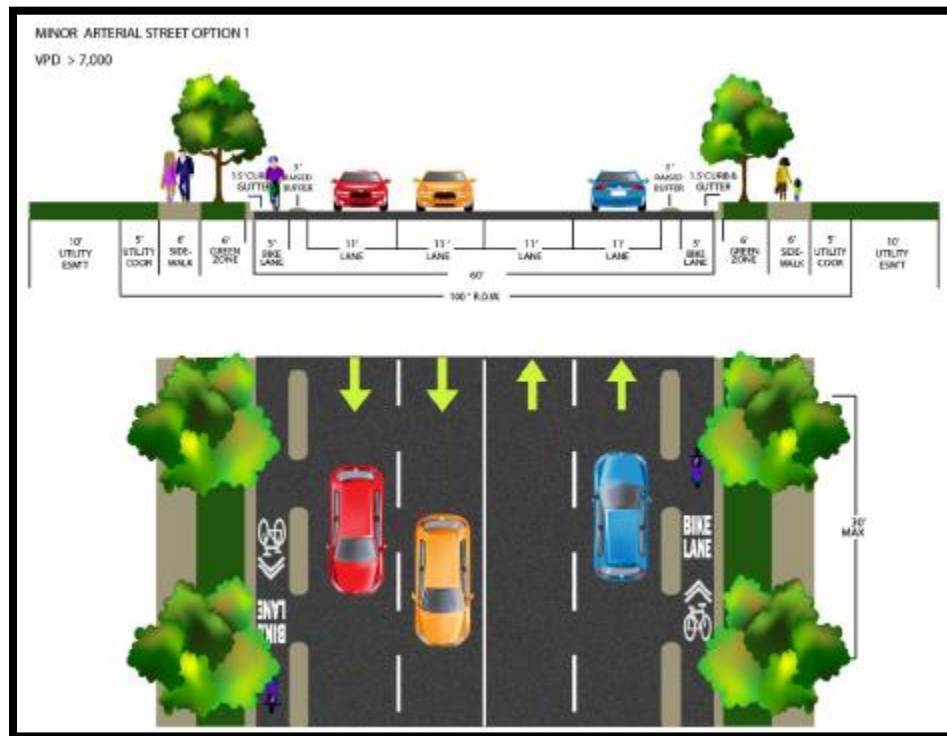 MINOR ARTERIAL STREET OPTION 1
VPD > 7,000
1.5' CURB &
GUTTER
RAISED
BUFFER
RAISED
BUFFER
1.5' CURB &
GUTTER
10'
UTILITY
ESM'T
5'
UTILITY
COOR
6'
SIDE-
WALK
6'
GREEN
ZONE
5'
BIKE
LANE
11'
LANE
11'
LANE
11'
LANE
11'
LANE
5'
BIKE
LANE
6'
GREEN
ZONE
6'
SIDE-
WALK
5'
UTILITY
COOR
10'
UTILITY
ESM'T
60'
100' R.O.W.
BIKE
LANE
BIKE
LANE
30'
MAX